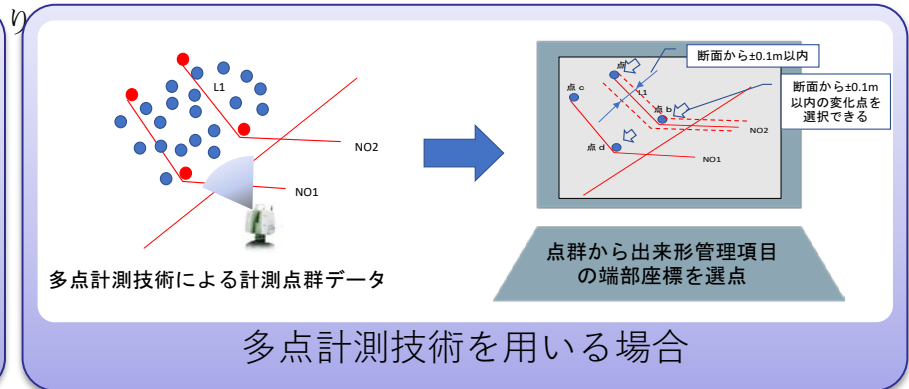 り
L1
NO2
NO1
多点計測技術による計測点群データ
断面から±0.1m以内
断面から±0.1m
以内の変化点を
選択できる
点
点 c
L1
点 b
NO2
点 d
NO1
点群から出来形管理項目
の端部座標を選点
多点計測技術を用いる場合